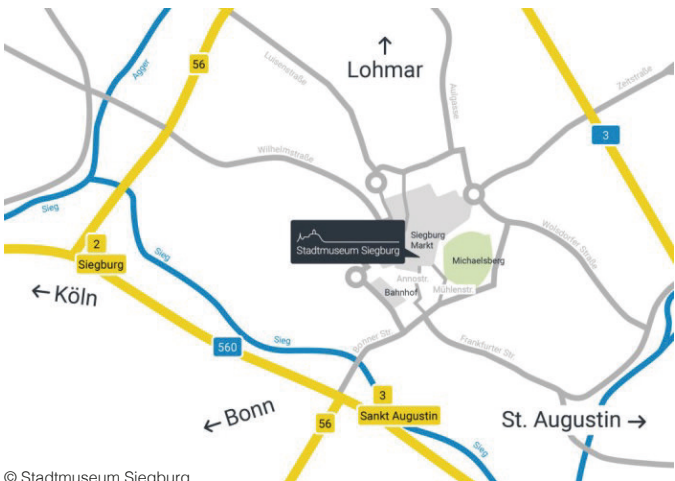 Agger
56
Luisenstraße
↑
Lohmar
Aulgasse
Zeitstraße
3
Wilhelmstraße
Sieg
2
Siegburg
← Köln
Sieg
Stadtmuseum Siegburg
Siegburg
Markt
Michaelsberg
Wolsdorfer Straße
Annostr.
Bahnhof
Mühlenstr.
Bonner Str.
Frankfurter Str.
560
Sieg
← Bonn
3
Sankt Augustin
56
St. Augustin →
Sieg
© Stadtmuseum Siegburg